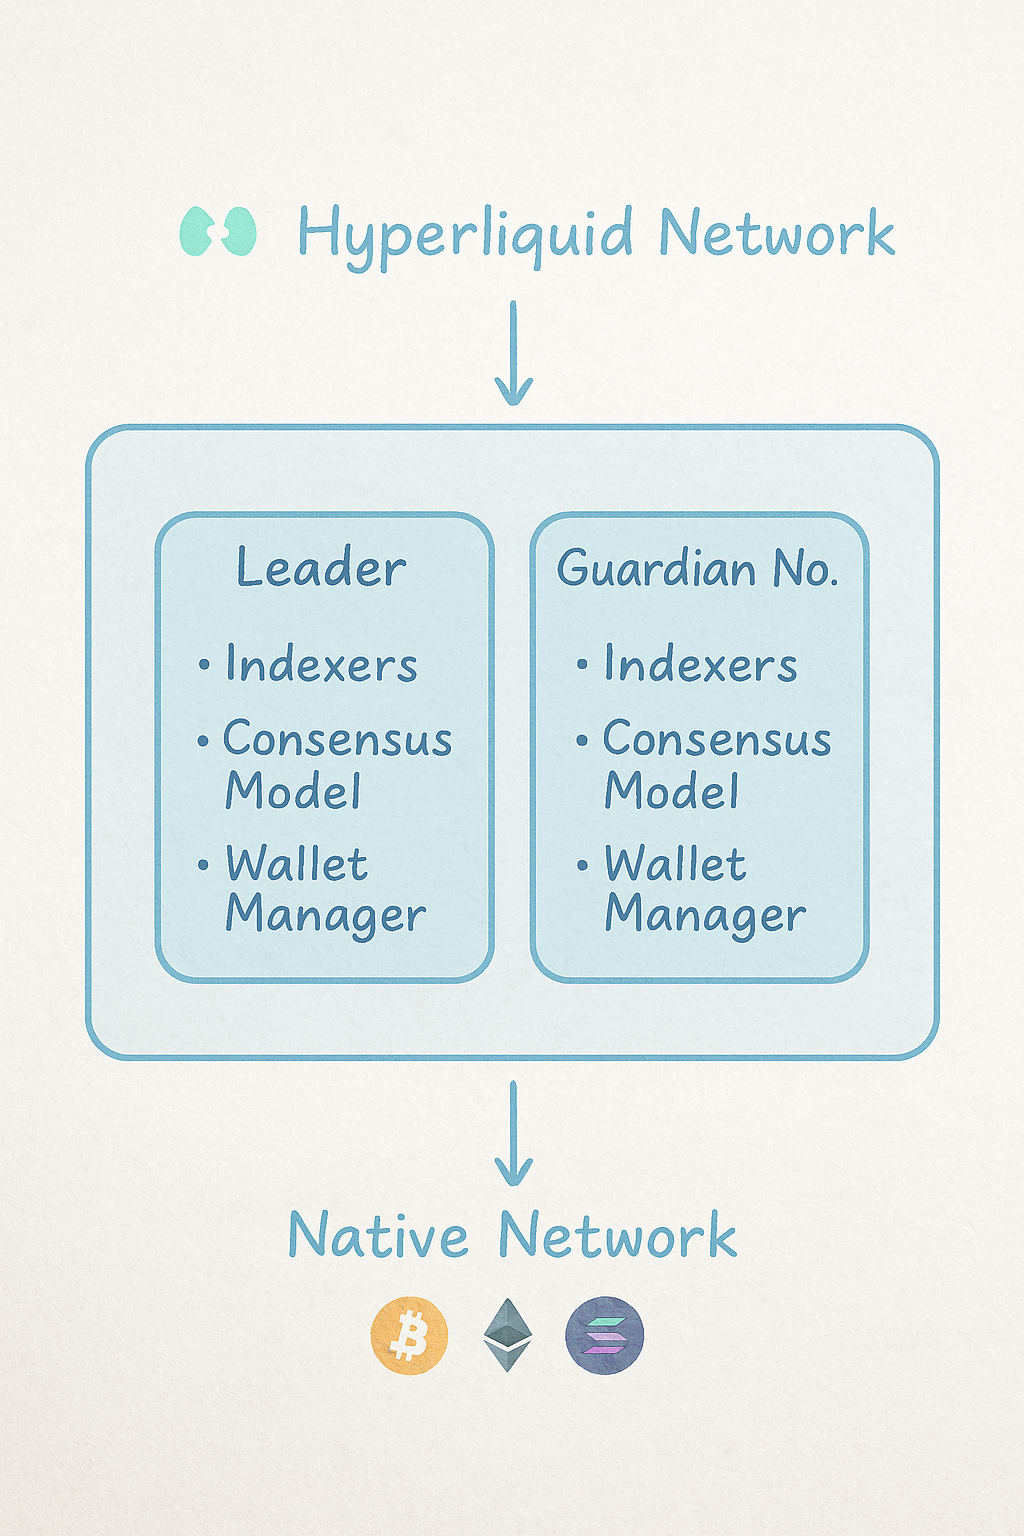 Hyperliquid Network
Leader
• Indexers
• Consensus
Model
• Wallet
Manager
Guardian No.
• Indexers
• Consensus
Model
• Wallet
Manager
Native Network